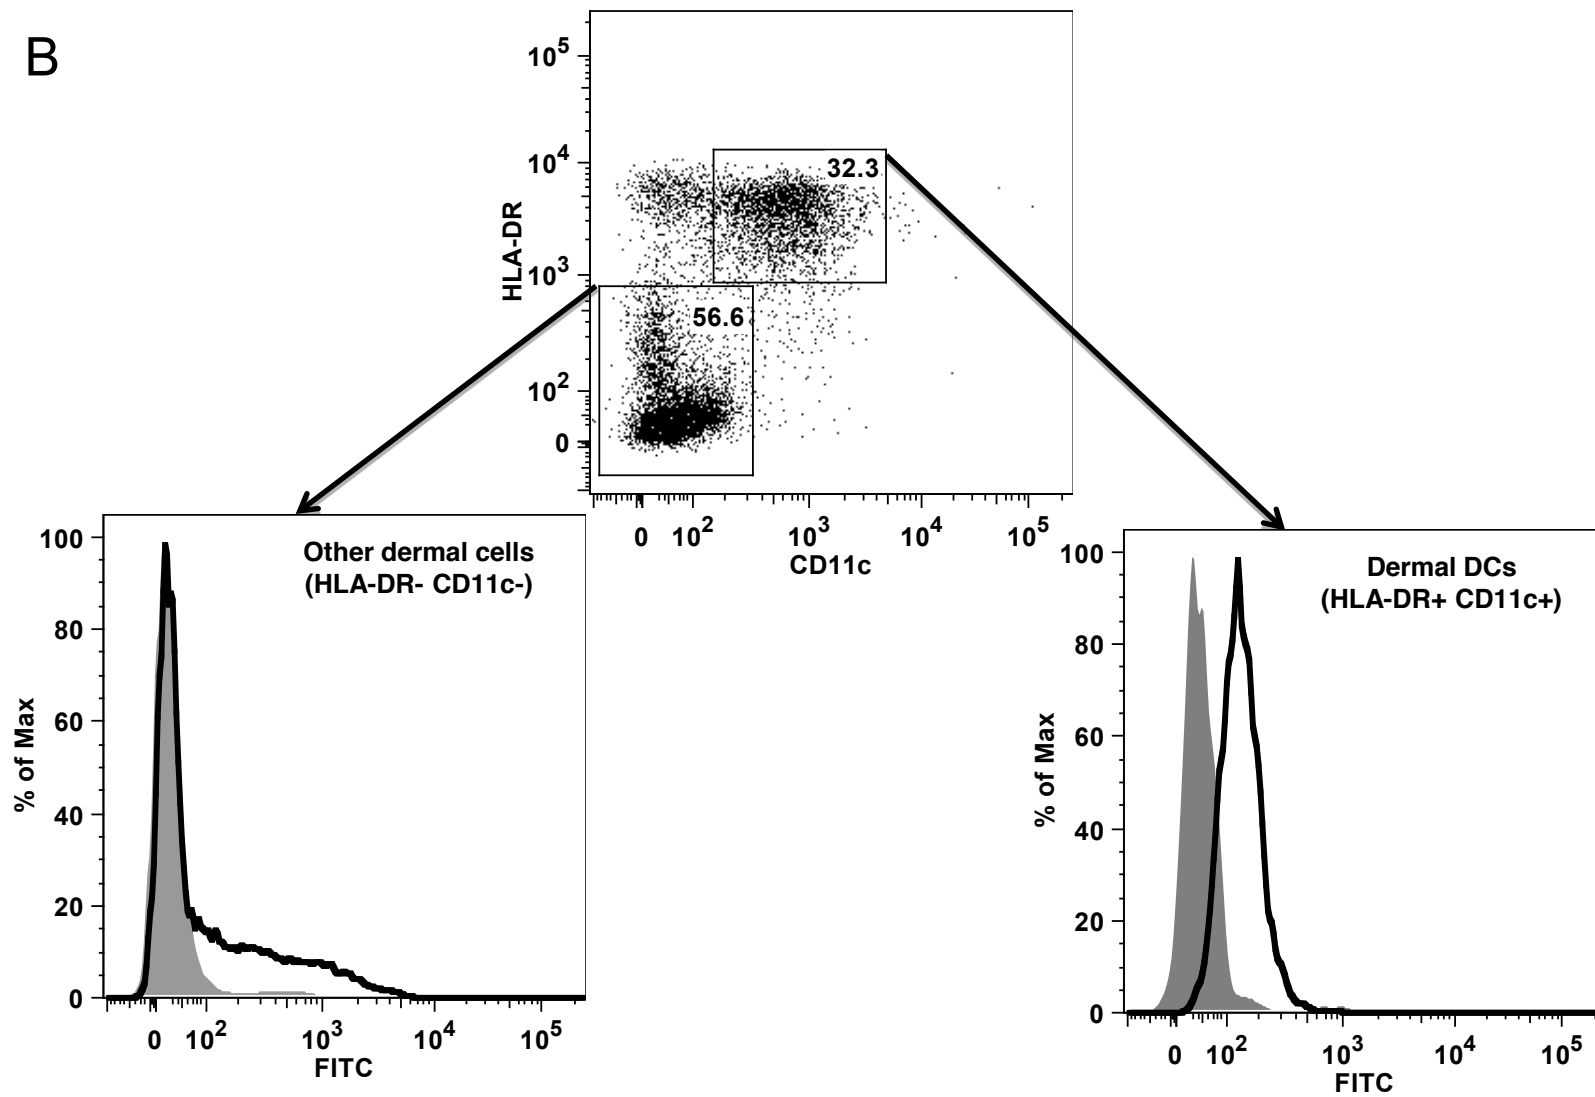 B
10^5
10^4
10^3
10^2
0
HLA-DR
32.3
56.6
0 10^2 10^3 10^4 10^5
CD11c
Other dermal cells
(HLA-DR- CD11c-)
100
80
60
40
20
0
% of Max
0 10^2 10^3 10^4 10^5
FITC
Dermal DCs
(HLA-DR+ CD11c+)
100
80
60
40
20
0
% of Max
0 10^2 10^3 10^4 10^5
FITC